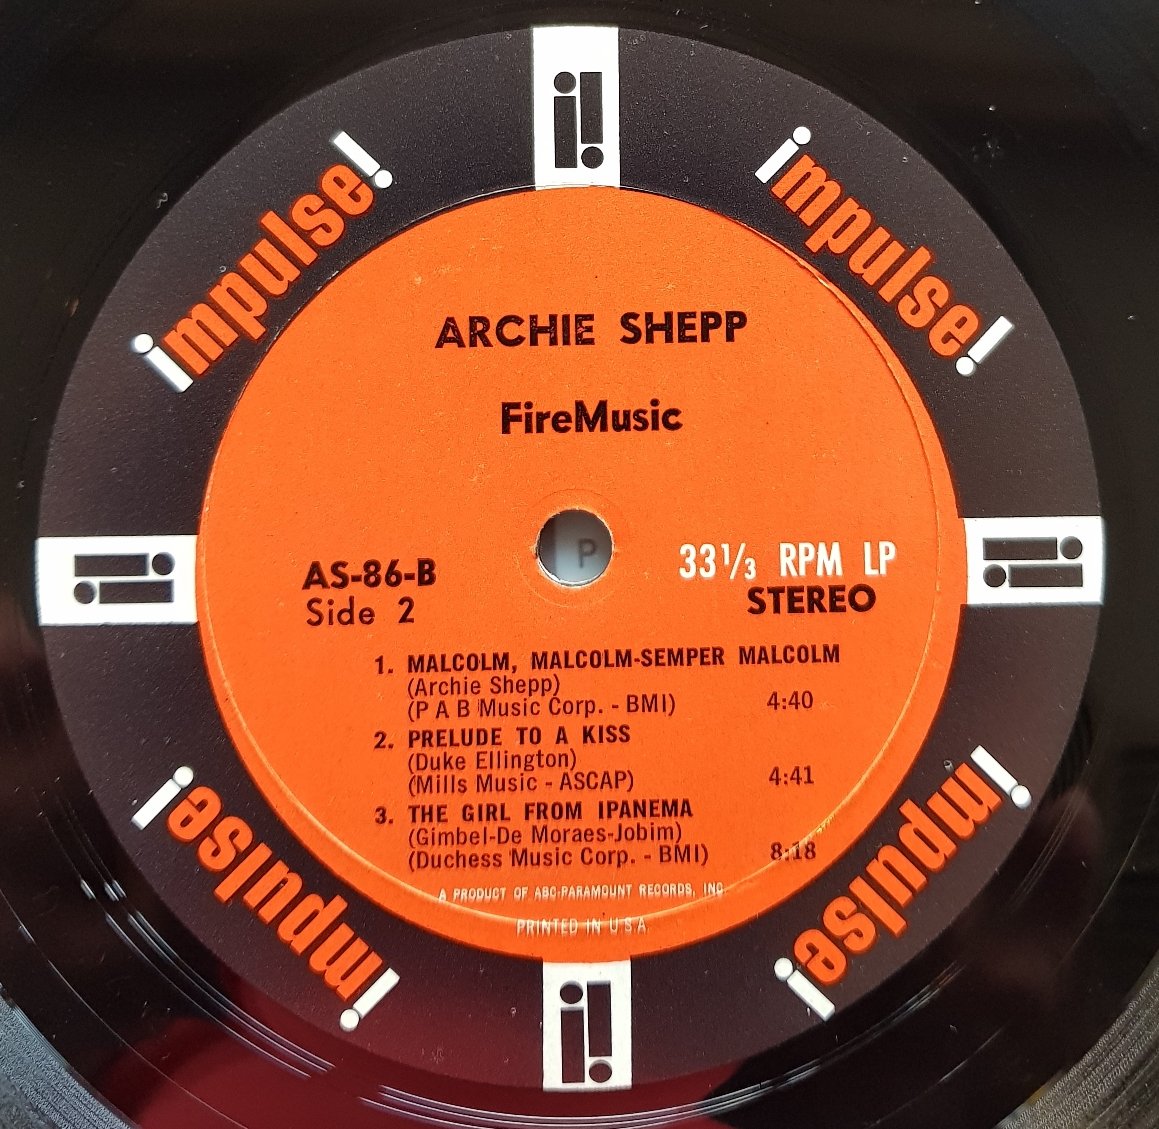 impulse!
impulse!
ARCHIE SHEPP
FireMusic
P
AS-86-B
Side 2
33 1/3 RPM LP
STEREO
1. MALCOLM, MALCOLM-SEMPER MALCOLM
(Archie Shepp)
(P A B Music Corp. - BMI) 4:40
2. PRELUDE TO A KISS
(Duke Ellington)
(Mills Music - ASCAP) 4:41
3. THE GIRL FROM IPANEMA
(Gimbel-De Moraes-Jobim)
(Duchess Music Corp. - BMI) 8:18
A PRODUCT OF ABC-PARAMOUNT RECORDS, INC.
PRINTED IN U S A
impulse!
impulse!